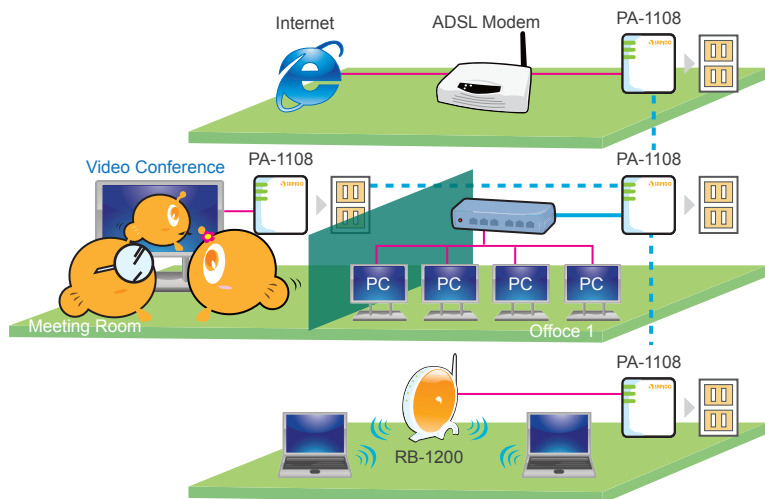 Internet
ADSL Modem
PA-1108
Video Conference
PA-1108
PA-1108
PC
PC
PC
PC
Meeting Room
Offoce 1
PA-1108
RB-1200